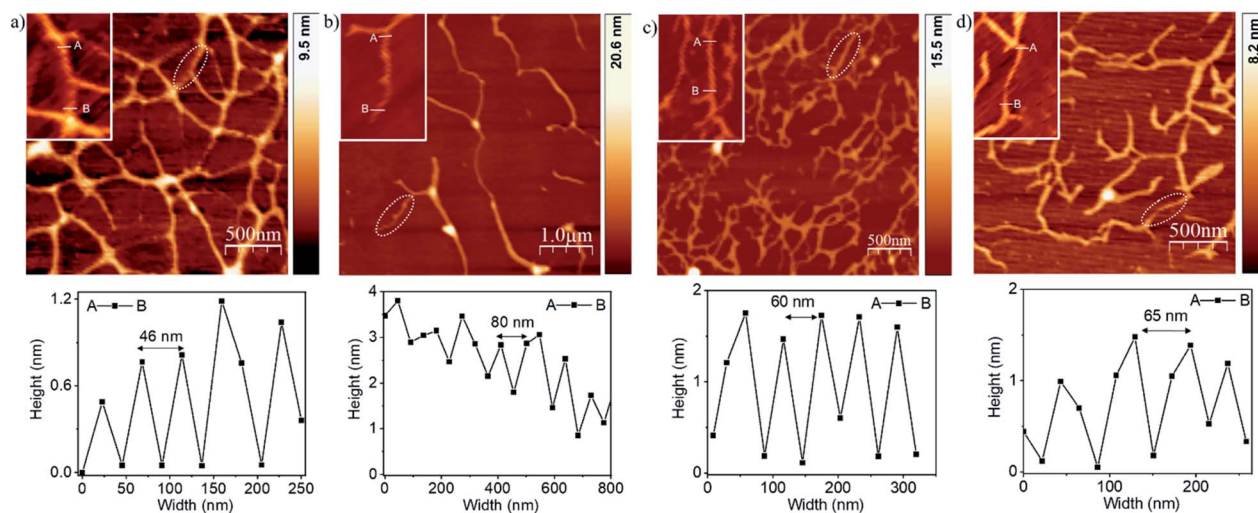 a)
A
B
500nm
9.5 nm
b)
A
B
1.0µm
20.6 nm
c)
A
B
500nm
15.5 nm
d)
A
B
500nm
8.2 nm
A B
46 nm
1.2
0.6
0.0
Height (nm)
0 50 100 150 200 250
Width (nm)
A B
80 nm
4
3
2
1
0
Height (nm)
0 200 400 600 800
Width (nm)
A B
60 nm
2
1
0
Height (nm)
0 100 200 300
Width (nm)
A B
65 nm
2
1
0
Height (nm)
0 100 200
Width (nm)